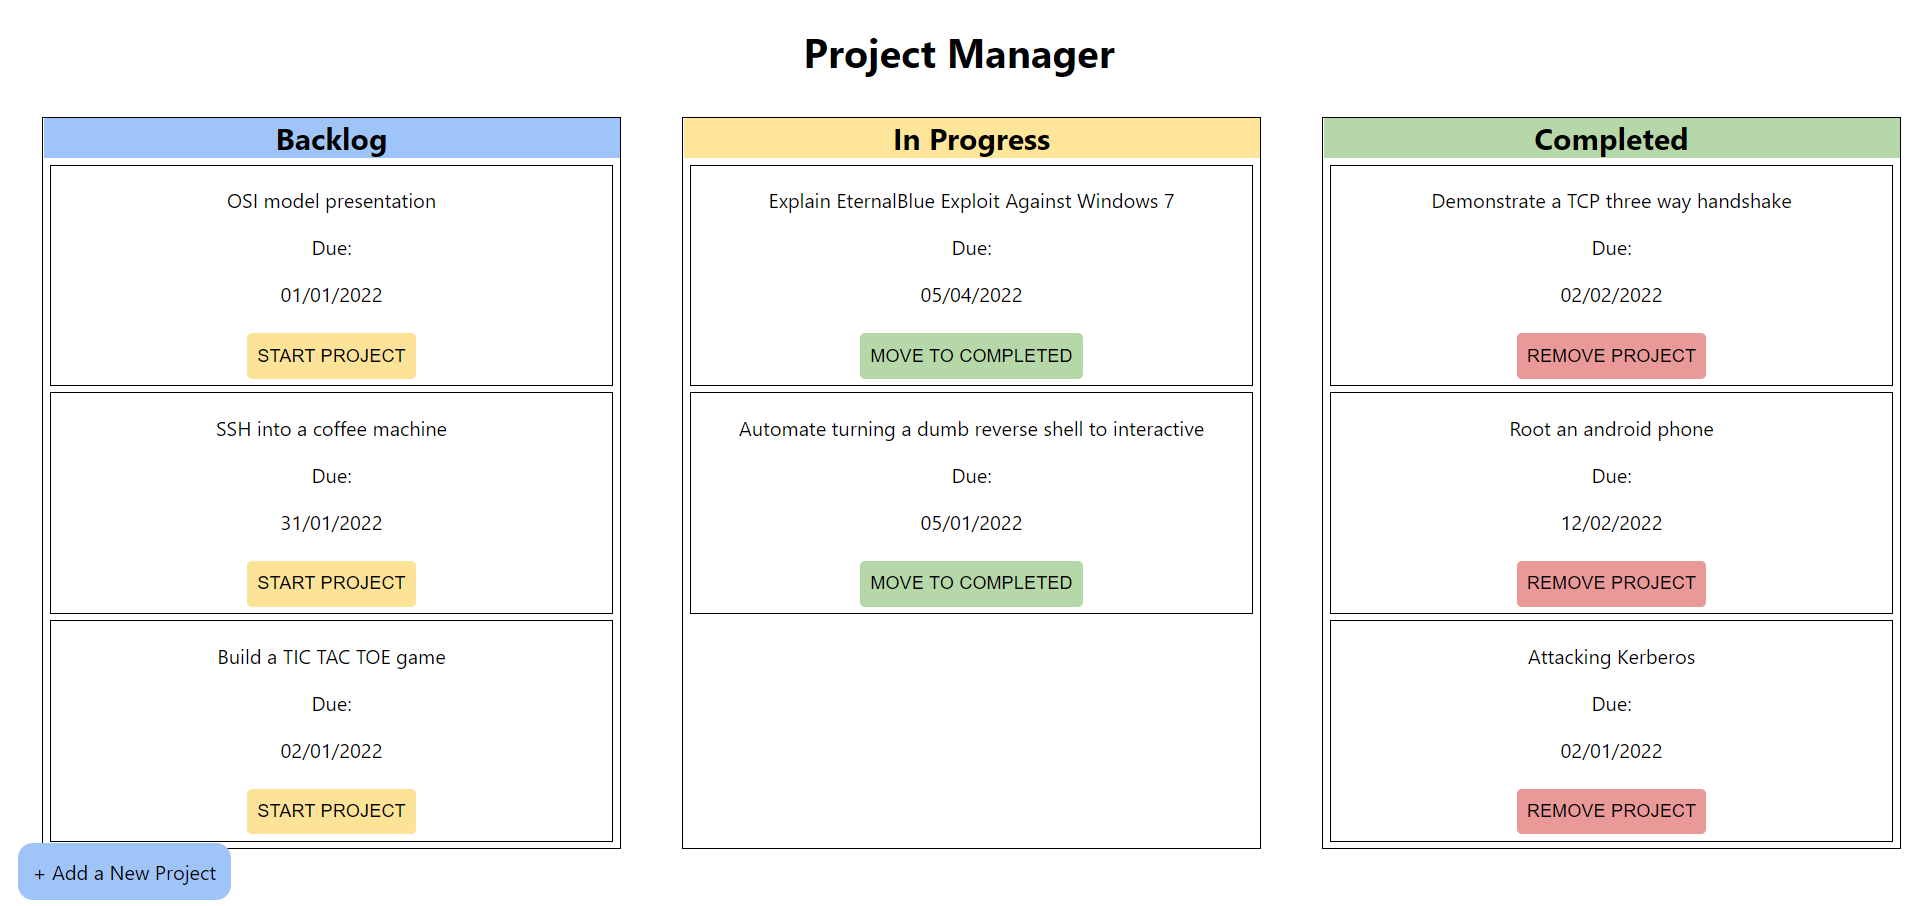 Project Manager
Backlog
OSI model presentation
Due:
01/01/2022
START PROJECT
SSH into a coffee machine
Due:
31/01/2022
START PROJECT
Build a TIC TAC TOE game
Due:
02/01/2022
START PROJECT
In Progress
Explain EternalBlue Exploit Against Windows 7
Due:
05/04/2022
MOVE TO COMPLETED
Automate turning a dumb reverse shell to interactive
Due:
05/01/2022
MOVE TO COMPLETED
Completed
Demonstrate a TCP three way handshake
Due:
02/02/2022
REMOVE PROJECT
Root an android phone
Due:
12/02/2022
REMOVE PROJECT
Attacking Kerberos
Due:
02/01/2022
REMOVE PROJECT
+ Add a New Project